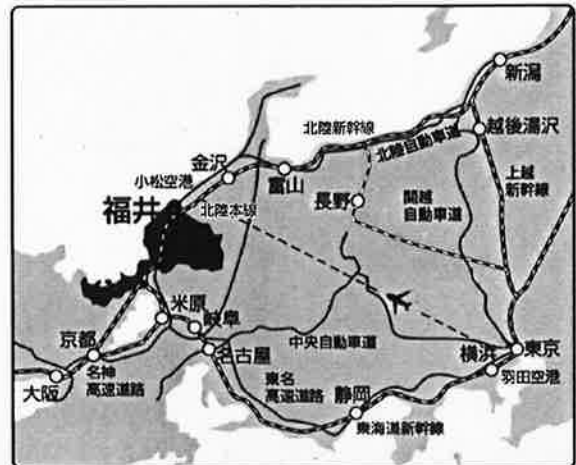 新潟
北陸新幹線
北陸自動車道
越後湯沢
金沢
小松空港
富山
長野
上越
新幹線
関越
自動車道
福井
北陸本線
米原
岐阜
京都
名古屋
中央自動車道
横浜
東京
羽田空港
大阪
名神
高速道路
東名
高速道路
静岡
東海道新幹線